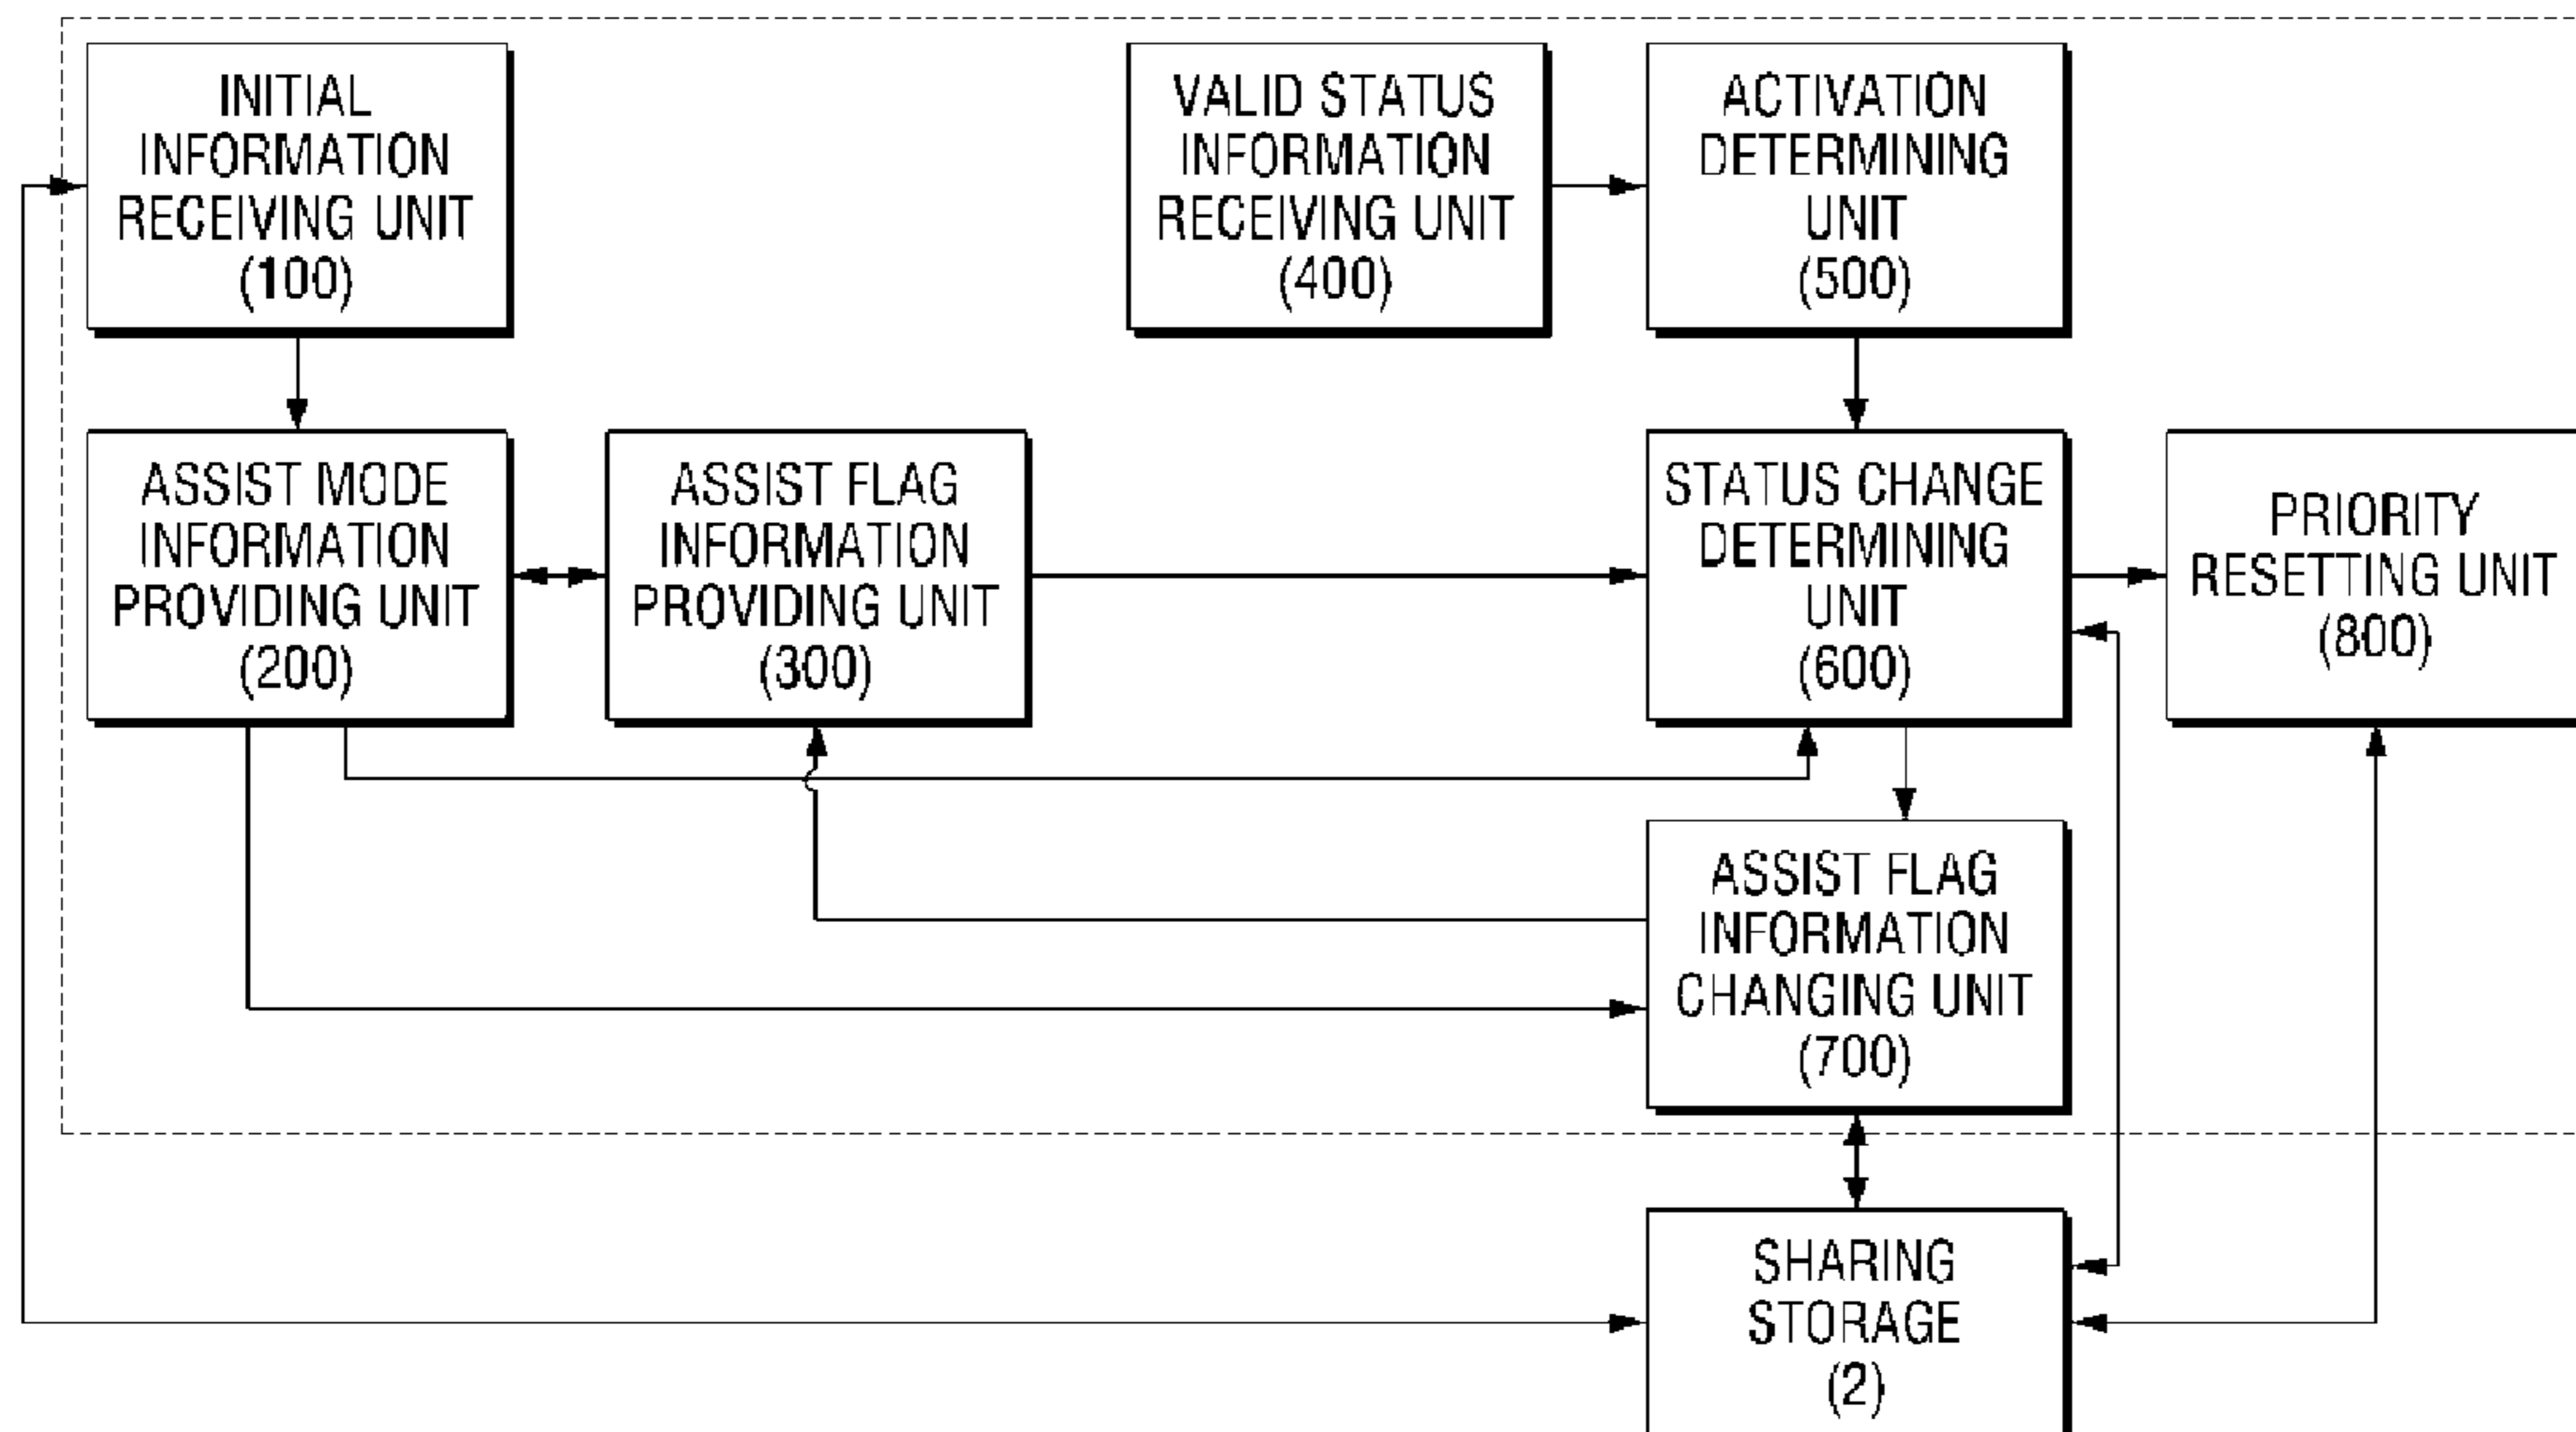 INITIAL
INFORMATION
RECEIVING UNIT
(100)
VALID STATUS
INFORMATION
RECEIVING UNIT
(400)
ACTIVATION
DETERMINING
UNIT
(500)
ASSIST MODE
INFORMATION
PROVIDING UNIT
(200)
ASSIST FLAG
INFORMATION
PROVIDING UNIT
(300)
STATUS CHANGE
DETERMINING
UNIT
(600)
PRIORITY
RESETTING UNIT
(800)
ASSIST FLAG
INFORMATION
CHANGING UNIT
(700)
SHARING
STORAGE
(2)